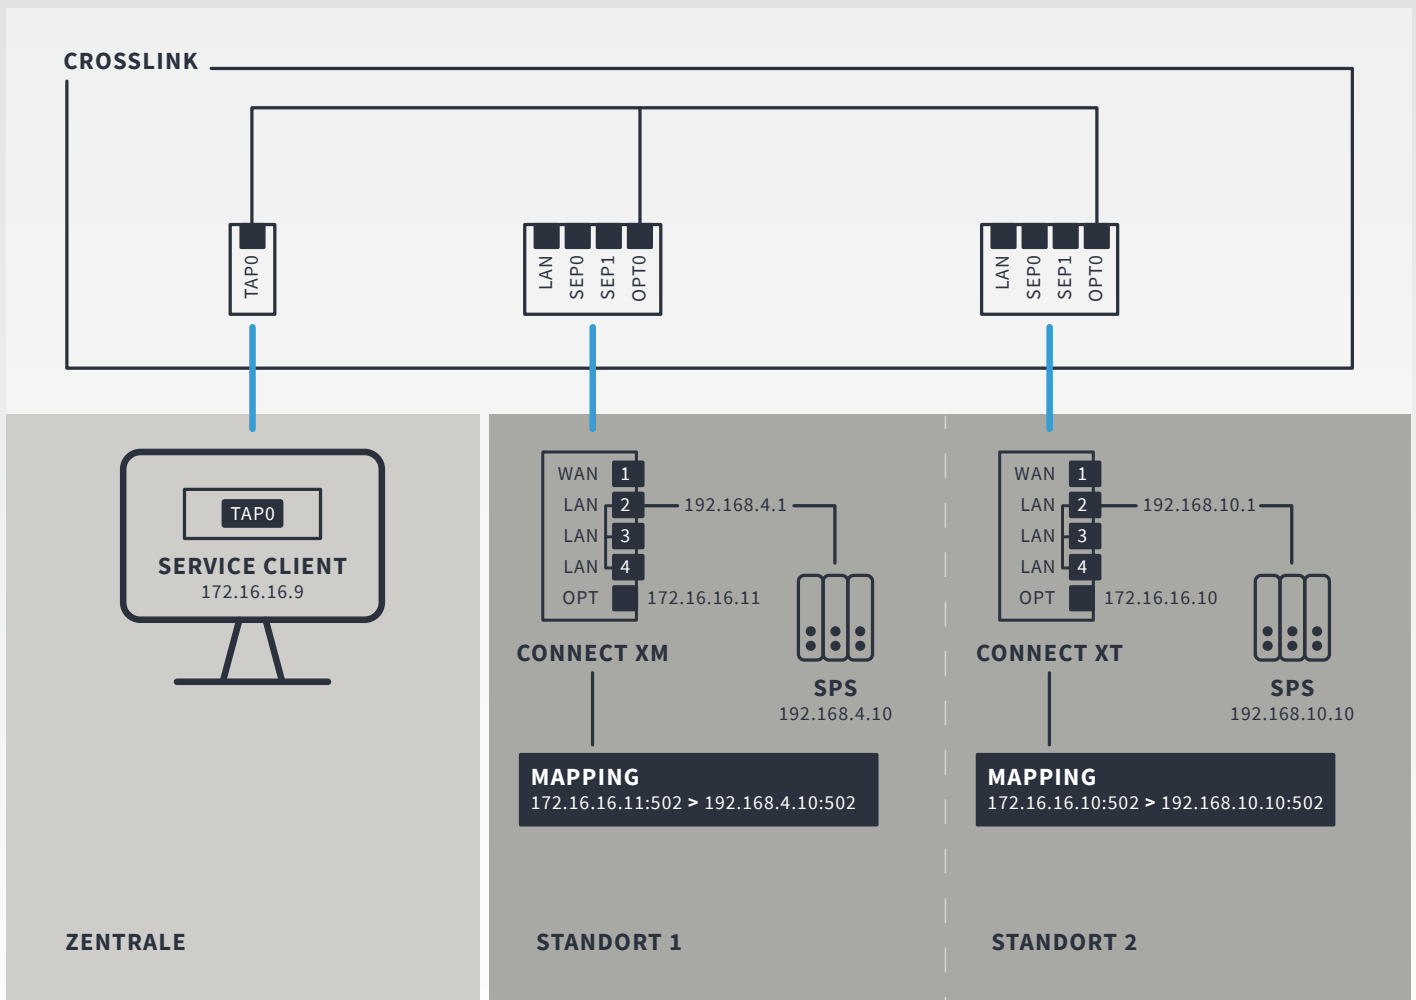 CROSSLINK
TAP0
LAN
SEP0
SEP1
OPT0
LAN
SEP0
SEP1
OPT0
TAP0
SERVICE CLIENT
172.16.16.9
WAN 1
LAN 2 192.168.4.1
LAN 3
LAN 4
OPT 172.16.16.11
CONNECT XM
SPS
192.168.4.10
MAPPING
172.16.16.11:502 > 192.168.4.10:502
WAN 1
LAN 2 192.168.10.1
LAN 3
LAN 4
OPT 172.16.16.10
CONNECT XT
SPS
192.168.10.10
MAPPING
172.16.16.10:502 > 192.168.10.10:502
ZENTRALE
STANDORT 1
STANDORT 2